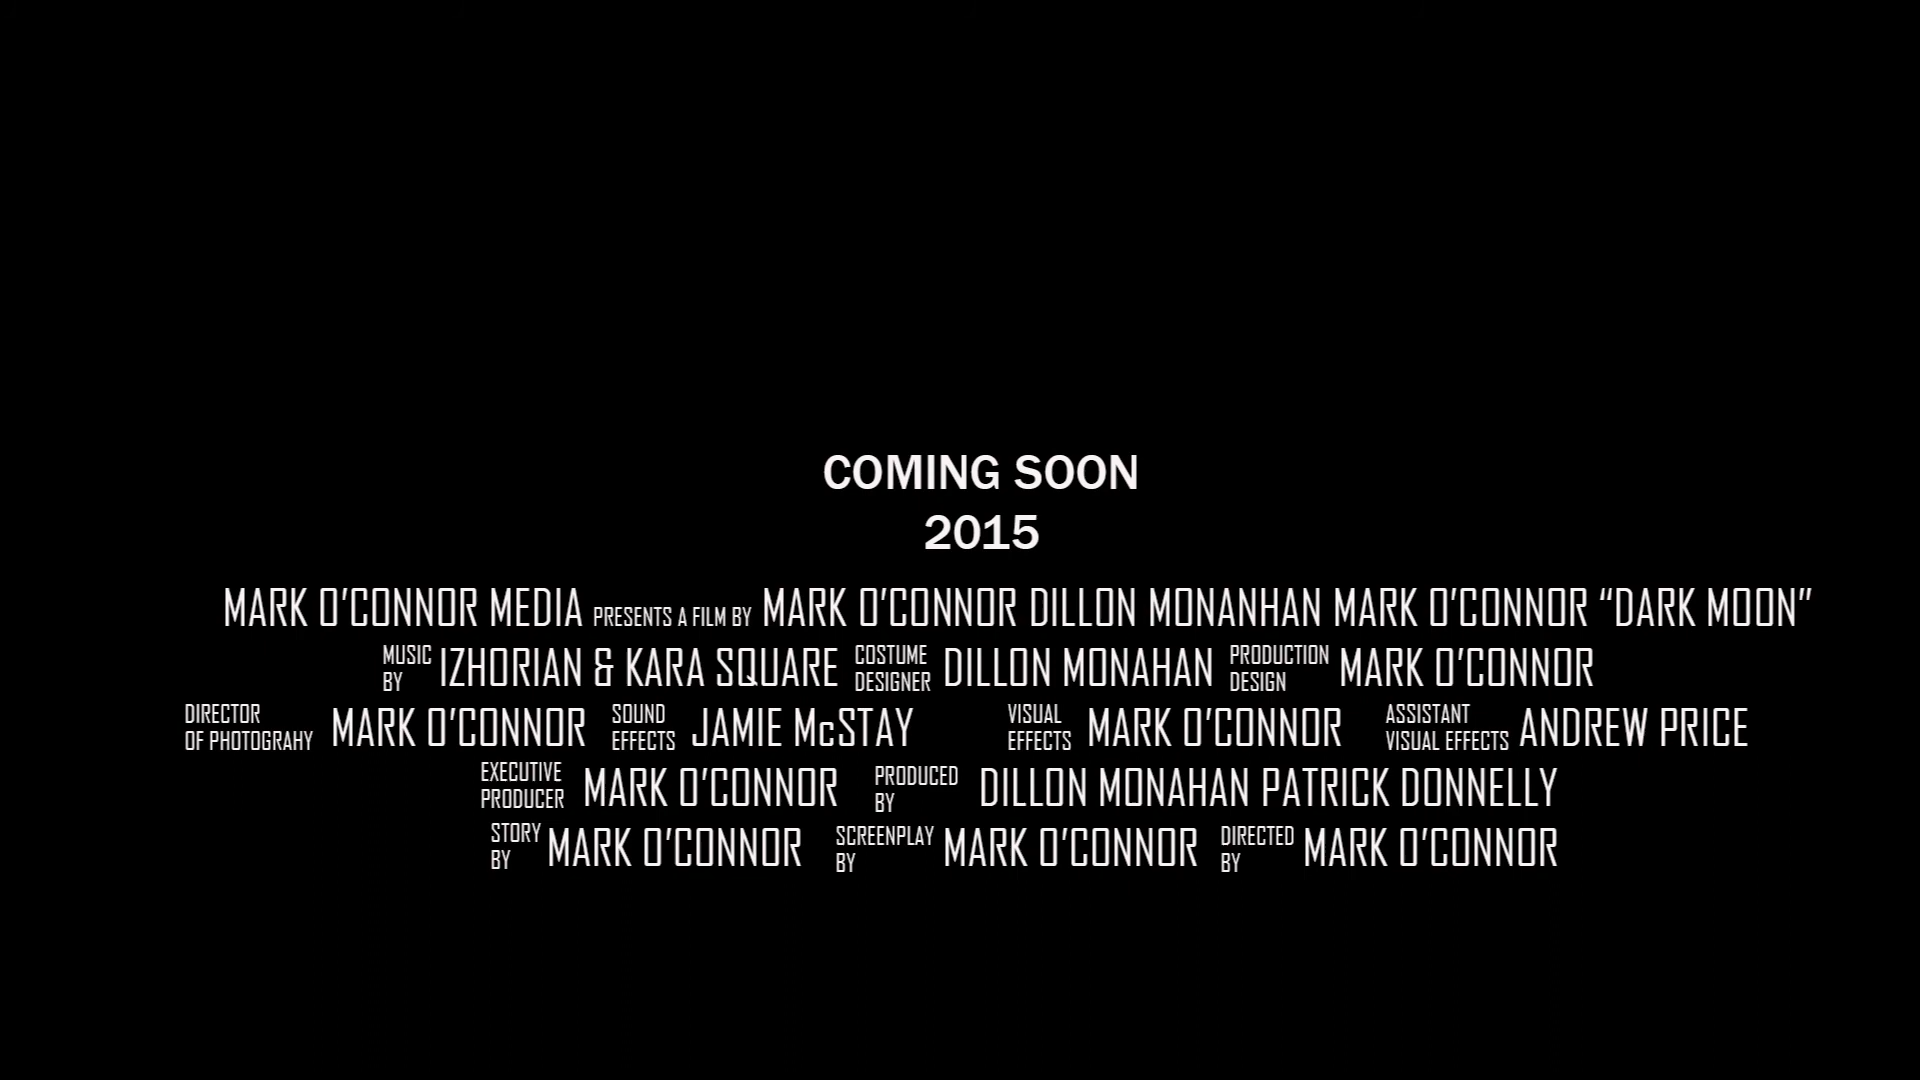 COMING SOON
2015
MARK O’CONNOR MEDIA PRESENTS A FILM BY MARK O’CONNOR DILLON MONANHAN MARK O’CONNOR “DARK MOON”
MUSIC BY IZHORIAN & KARA SQUARE COSTUME DESIGNER DILLON MONAHAN PRODUCTION DESIGN MARK O’CONNOR
DIRECTOR OF PHOTOGRAHY MARK O’CONNOR SOUND EFFECTS JAMIE McSTAY VISUAL EFFECTS MARK O’CONNOR ASSISTANT VISUAL EFFECTS ANDREW PRICE
EXECUTIVE PRODUCER MARK O’CONNOR PRODUCED BY DILLON MONAHAN PATRICK DONNELLY
STORY BY MARK O’CONNOR SCREENPLAY BY MARK O’CONNOR DIRECTED BY MARK O’CONNOR